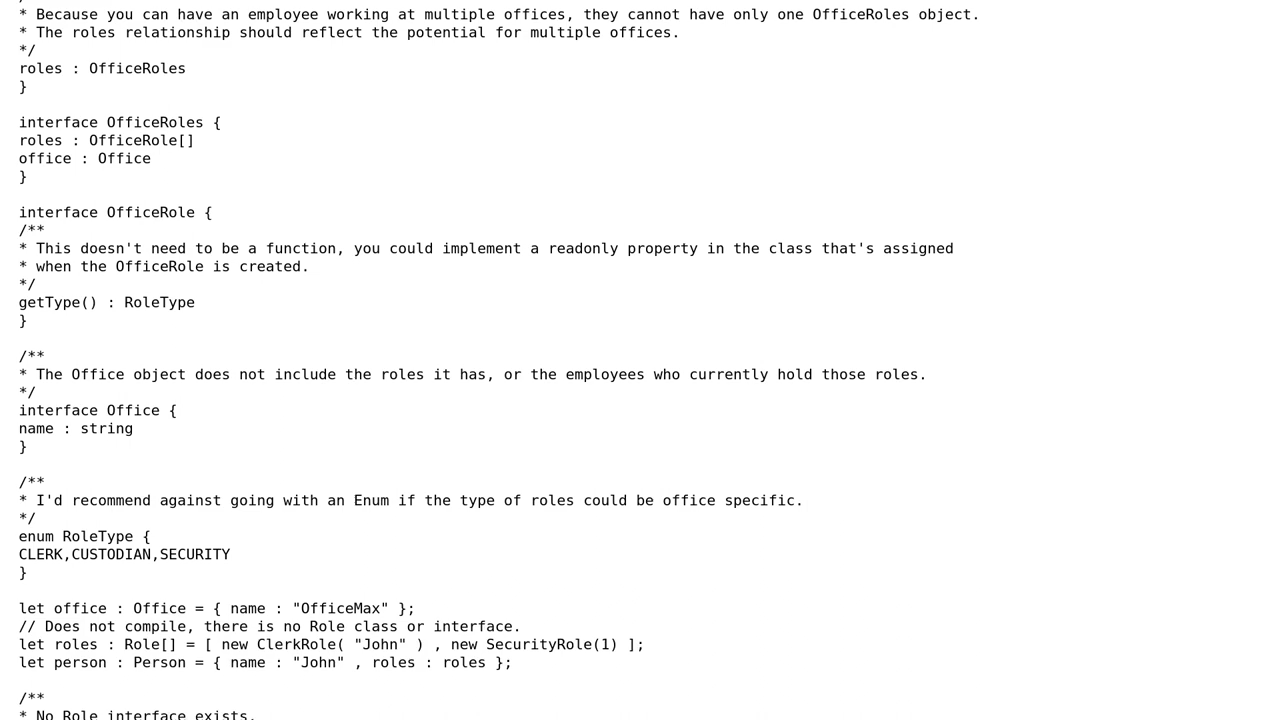 * Because you can have an employee working at multiple offices, they cannot have only one OfficeRoles object.
* The roles relationship should reflect the potential for multiple offices.
*/
roles : OfficeRoles
}

interface OfficeRoles {
roles : OfficeRole[]
office : Office
}

interface OfficeRole {
/**
* This doesn't need to be a function, you could implement a readonly property in the class that's assigned
* when the OfficeRole is created.
*/
getType() : RoleType
}

/**
* The Office object does not include the roles it has, or the employees who currently hold those roles.
*/
interface Office {
name : string
}

/**
* I'd recommend against going with an Enum if the type of roles could be office specific.
*/
enum RoleType {
CLERK,CUSTODIAN,SECURITY
}

let office : Office = { name : "OfficeMax" };
// Does not compile, there is no Role class or interface.
let roles : Role[] = [ new ClerkRole( "John" ) , new SecurityRole(1) ];
let person : Person = { name : "John" , roles : roles };

/**
* No Role interface exists.